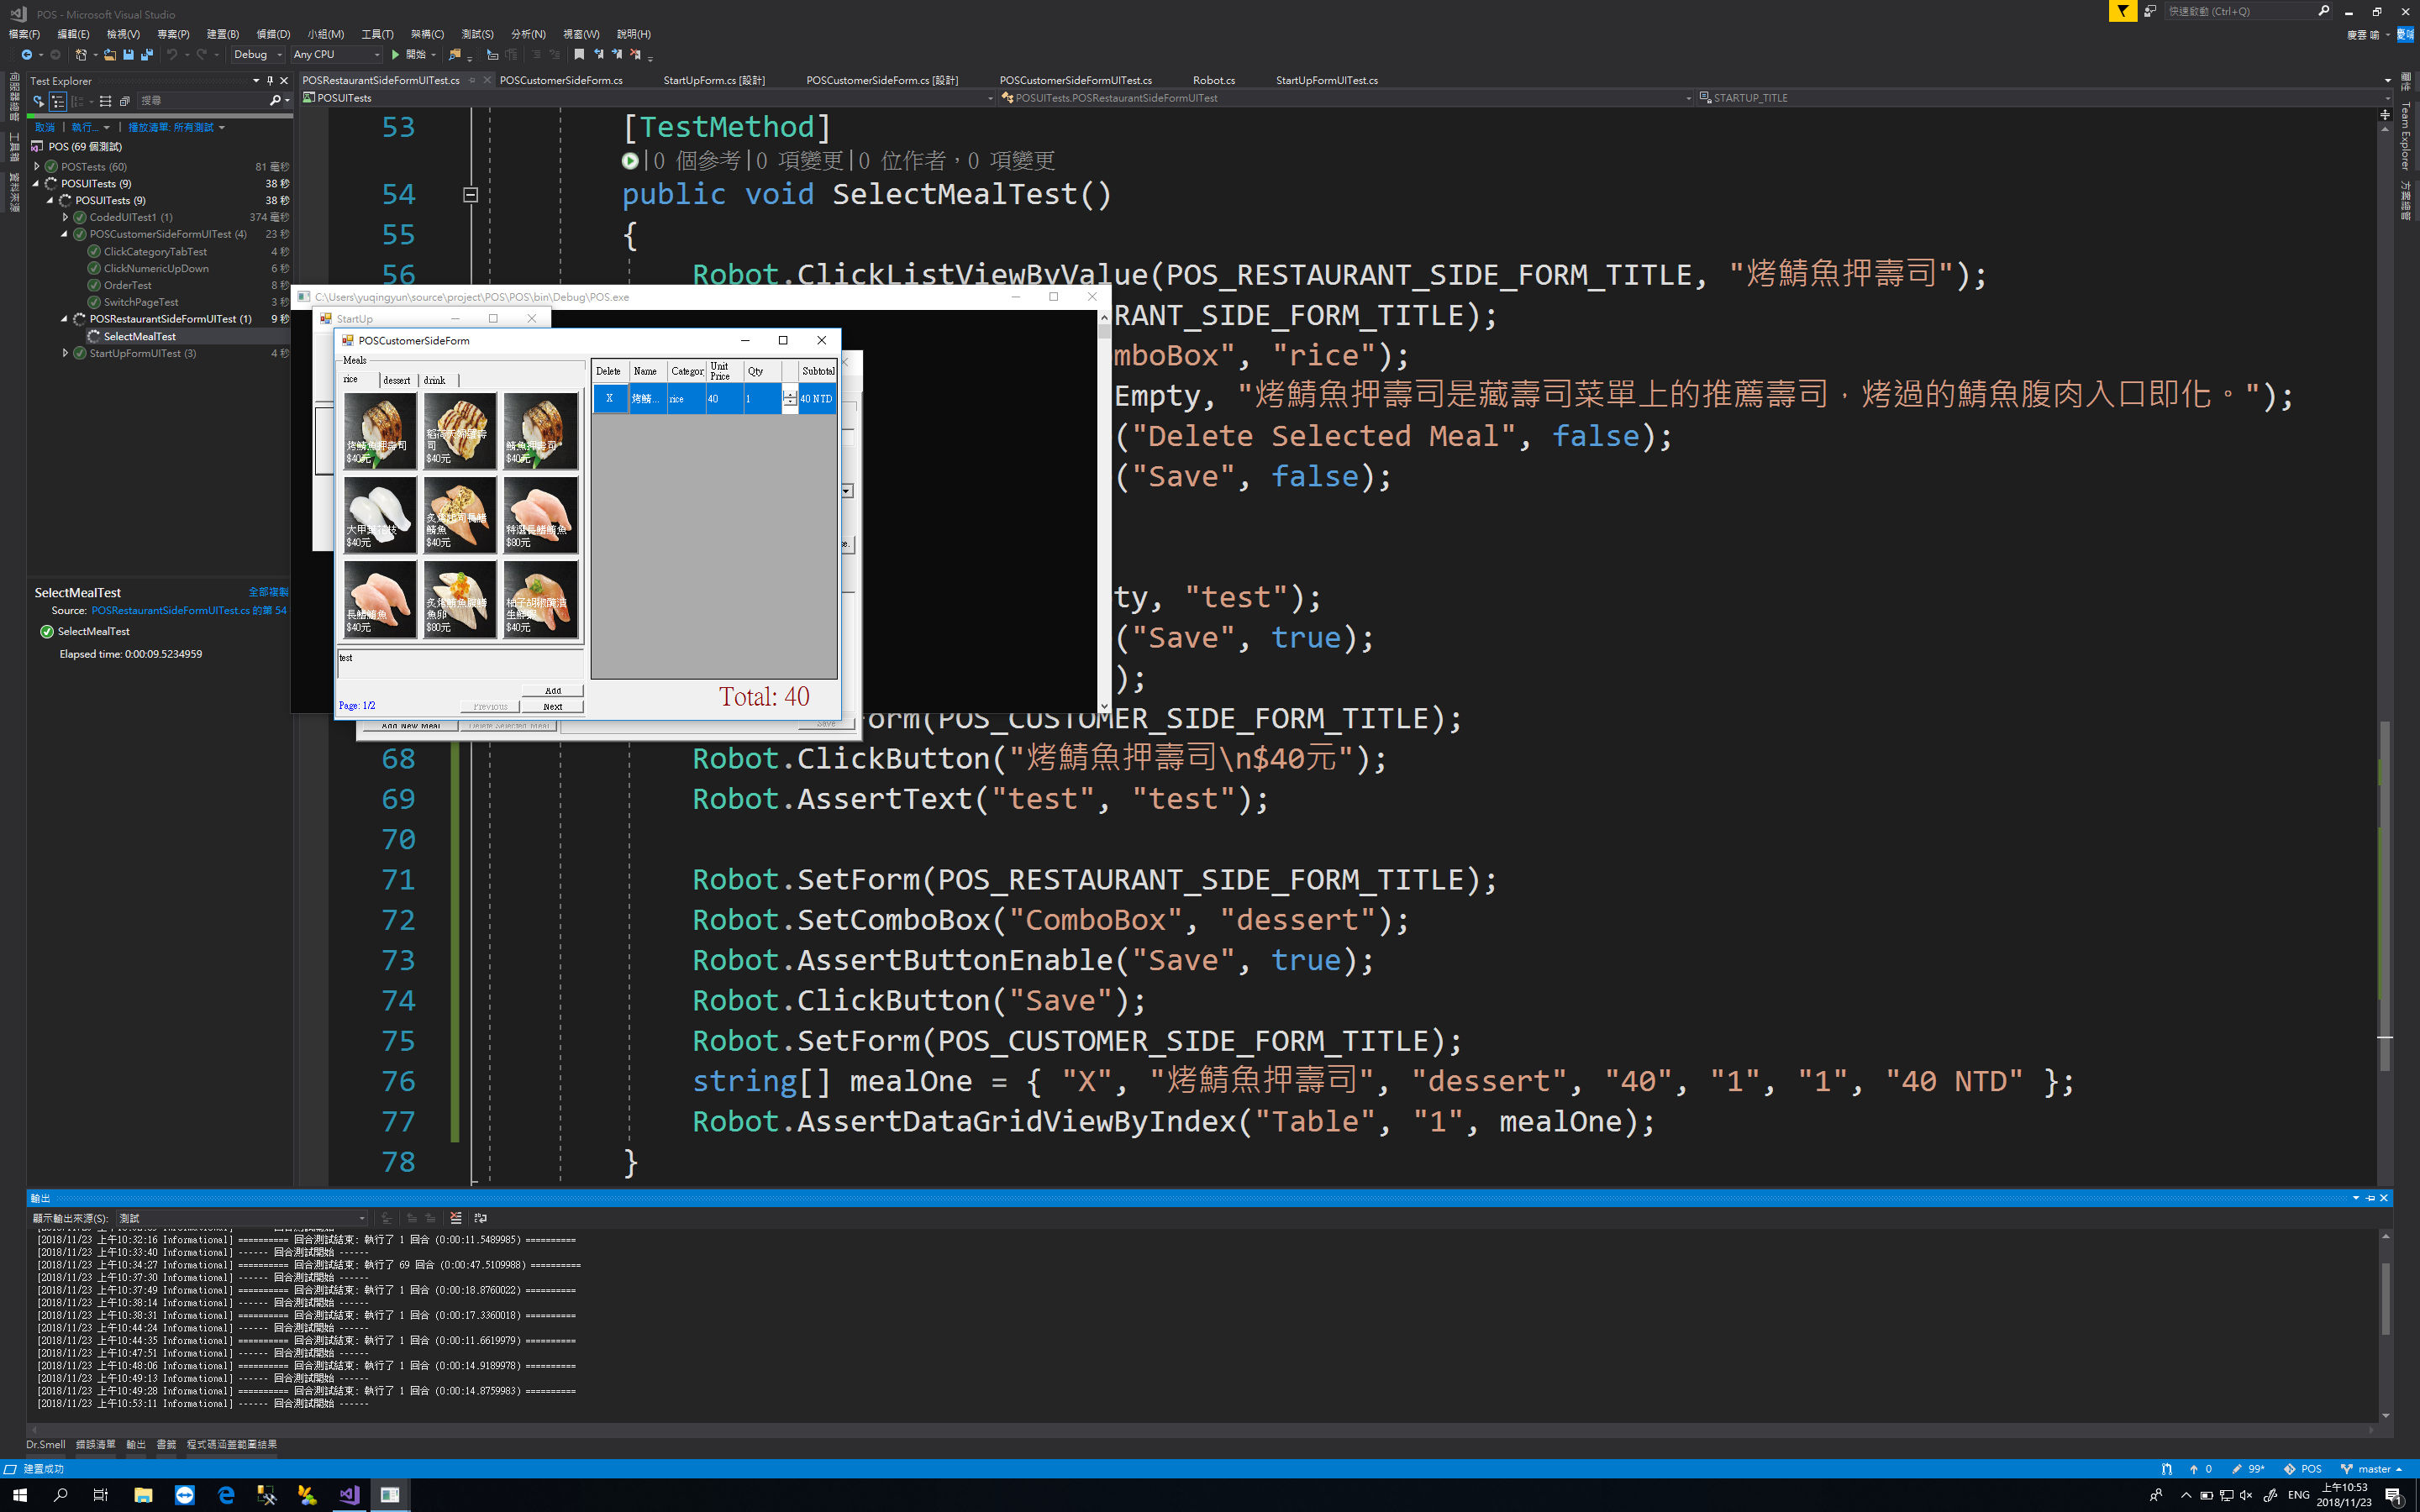 POS - Microsoft Visual Studio
快速啟動 (Ctrl+Q)
檔案(F) 編輯(E) 檢視(V) 專案(P) 建置(B) 偵錯(D) 小組(M) 工具(T) 架構(C) 測試(S) 分析(N) 視窗(W) 說明(H)
慶雲 喻
Debug Any CPU 開始
Test Explorer
搜尋
取消 | 執行... | 播放清單: 所有測試
POS (69 個測試)
POSTests (60) 81 毫秒
POSUITests (9) 38 秒
POSUITests (9) 38 秒
CodedUITest1 (1) 374 毫秒
POSCustomerSideFormUITest (4) 23 秒
ClickCategoryTabTest 4 秒
ClickNumericUpDown 6 秒
OrderTest 8 秒
SwitchPageTest 3 秒
POSRestaurantSideFormUITest (1) 9 秒
SelectMealTest
StartUpFormUITest (3) 4 秒
SelectMealTest 全部複製
Source: POSRestaurantSideFormUITest.cs 的第 54
SelectMealTest
Elapsed time: 0:00:09.5234959
POSRestaurantSideFormUITest.cs POSCustomerSideForm.cs StartUpForm.cs [設計] POSCustomerSideForm.cs [設計] POSCustomerSideFormUITest.cs Robot.cs StartUpFormUITest.cs
POSUITests POSUITests.POSRestaurantSideFormUITest STARTUP_TITLE
53 [TestMethod]
|0 個參考|0 項變更|0 位作者，0 項變更
54 public void SelectMealTest()
55 {
56 Robot.ClickListViewByValue(POS_RESTAURANT_SIDE_FORM_TITLE, "烤鯖魚押壽司");
RANT_SIDE_FORM_TITLE);
mboBox", "rice");
Empty, "烤鯖魚押壽司是藏壽司菜單上的推薦壽司，烤過的鯖魚腹肉入口即化。");
("Delete Selected Meal", false);
("Save", false);
ty, "test");
("Save", true);
);
Form(POS_CUSTOMER_SIDE_FORM_TITLE);
68 Robot.ClickButton("烤鯖魚押壽司\n$40元");
69 Robot.AssertText("test", "test");
70
71 Robot.SetForm(POS_RESTAURANT_SIDE_FORM_TITLE);
72 Robot.SetComboBox("ComboBox", "dessert");
73 Robot.AssertButtonEnable("Save", true);
74 Robot.ClickButton("Save");
75 Robot.SetForm(POS_CUSTOMER_SIDE_FORM_TITLE);
76 string[] mealOne = { "X", "烤鯖魚押壽司", "dessert", "40", "1", "1", "40 NTD" };
77 Robot.AssertDataGridViewByIndex("Table", "1", mealOne);
78 }
C:\Users\yuqingyun\source\project\POS\POS\bin\Debug\POS.exe
StartUp
POSCustomerSideForm
Meals
rice dessert drink
烤鯖魚押壽司
$40元
司
$40元
鯖魚押壽司
$40元
$40元
鮪魚
$40元
特選長鰭鮪魚
$80元
長鰭鮪魚
$40元
魚卵
$80元
$40元
test
Add
Page: 1/2 Previous Next
Delete Name Categor Unit Price Qty Subtotal
X 烤鯖... rice 40 1 40 NTD
Total: 40
Add New Meal Delete Selected Meal Save
Team Explorer
輸出
顯示輸出來源(S): 測試
[2018/11/23 上午10:32:16 Informational] ========== 回合測試結束: 執行了 1 回合 (0:00:11.5489985) ==========
[2018/11/23 上午10:33:40 Informational] ------ 回合測試開始 ------
[2018/11/23 上午10:34:27 Informational] ========== 回合測試結束: 執行了 69 回合 (0:00:47.5109988) ==========
[2018/11/23 上午10:37:30 Informational] ------ 回合測試開始 ------
[2018/11/23 上午10:37:49 Informational] ========== 回合測試結束: 執行了 1 回合 (0:00:18.8760022) ==========
[2018/11/23 上午10:38:14 Informational] ------ 回合測試開始 ------
[2018/11/23 上午10:38:31 Informational] ========== 回合測試結束: 執行了 1 回合 (0:00:17.3360018) ==========
[2018/11/23 上午10:44:24 Informational] ------ 回合測試開始 ------
[2018/11/23 上午10:44:35 Informational] ========== 回合測試結束: 執行了 1 回合 (0:00:11.6619979) ==========
[2018/11/23 上午10:47:51 Informational] ------ 回合測試開始 ------
[2018/11/23 上午10:48:06 Informational] ========== 回合測試結束: 執行了 1 回合 (0:00:14.9189978) ==========
[2018/11/23 上午10:49:13 Informational] ------ 回合測試開始 ------
[2018/11/23 上午10:49:28 Informational] ========== 回合測試結束: 執行了 1 回合 (0:00:14.8759983) ==========
[2018/11/23 上午10:53:11 Informational] ------ 回合測試開始 ------
Dr.Smell 錯誤清單 輸出 書籤 程式碼涵蓋範圍結果
建置成功
0 99* POS master
ENG 上午10:53
2018/11/23